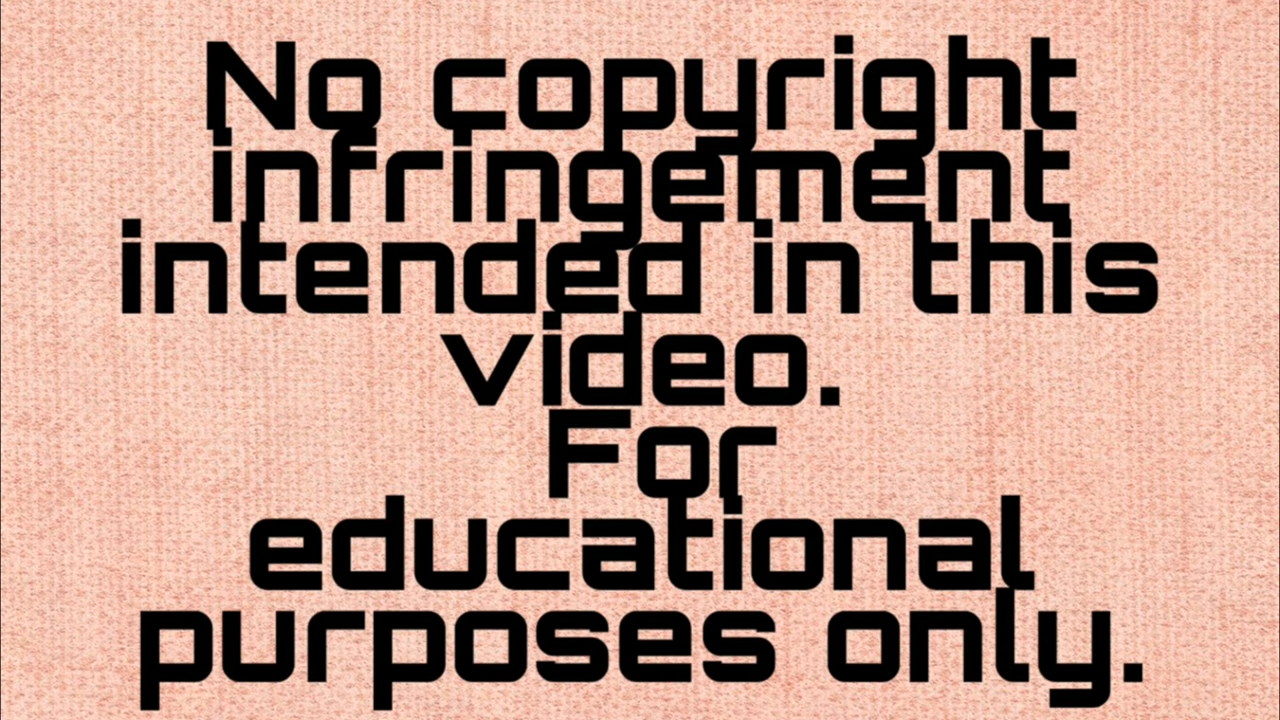 No copyright
infringement
intended in this
video.
For
educational
purposes only.